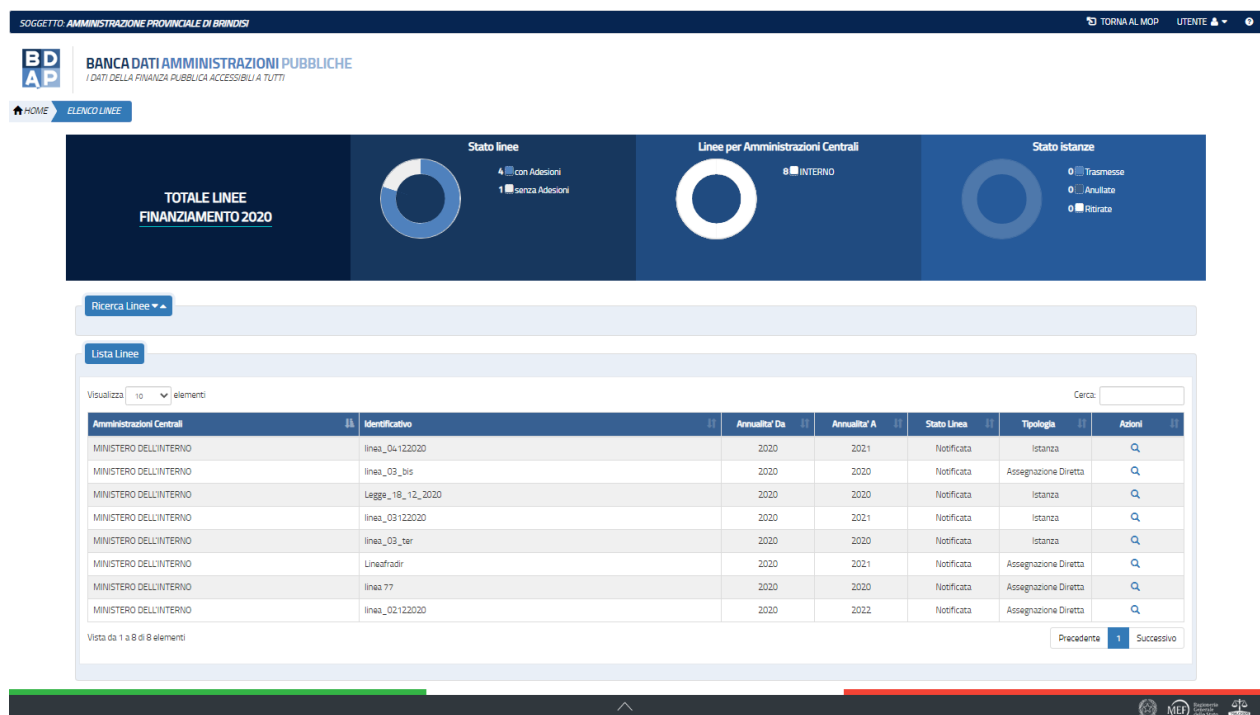 SOGGETTO: AMMINISTRAZIONE PROVINCIALE DI BRINDISI TORNA AL MOP UTENTE
BD
AP
BANCA DATI AMMINISTRAZIONI PUBBLICHE
I DATI DELLA FINANZA PUBBLICA ACCESSIBILI A TUTTI
HOME ELENCO LINEE
TOTALE LINEE
FINANZIAMENTO 2020
Stato linee
4 con Adesioni
1 senza Adesioni
Linee per Amministrazioni Centrali
8 INTERNO
Stato istanze
0 Trasmesse
0 Anullate
0 Ritirate
Ricerca Linee
Lista Linee
Visualizza 10 elementi Cerca:
Amministrazioni Centrali Identificativo Annualita' Da Annualita' A Stato Linea Tipologia Azioni
MINISTERO DELL'INTERNO linea_04122020 2020 2021 Notificata Istanza
MINISTERO DELL'INTERNO linea_03_bis 2020 2020 Notificata Assegnazione Diretta
MINISTERO DELL'INTERNO Legge_18_12_2020 2020 2020 Notificata Istanza
MINISTERO DELL'INTERNO linea_03122020 2020 2021 Notificata Istanza
MINISTERO DELL'INTERNO linea_03_ter 2020 2020 Notificata Istanza
MINISTERO DELL'INTERNO Lineafradir 2020 2021 Notificata Assegnazione Diretta
MINISTERO DELL'INTERNO linea 77 2020 2020 Notificata Assegnazione Diretta
MINISTERO DELL'INTERNO linea_02122020 2020 2022 Notificata Assegnazione Diretta
Vista da 1 a 8 di 8 elementi Precedente 1 Successivo
MEF